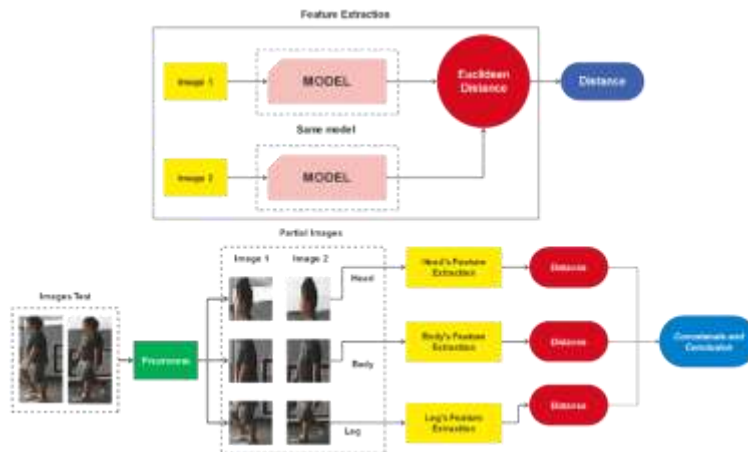 Feature Extraction
Image 1
MODEL
Euclidean
Distance
Distance
Same model
Image 2
MODEL
Partial Images
Image 1
Image 2
Images Test
Head
Head's Feature
Extraction
Distance
Preprocess
Body
Body's Feature
Extraction
Distance
Concatenate and
Conclusion
Leg
Leg's Feature
Extraction
Distance